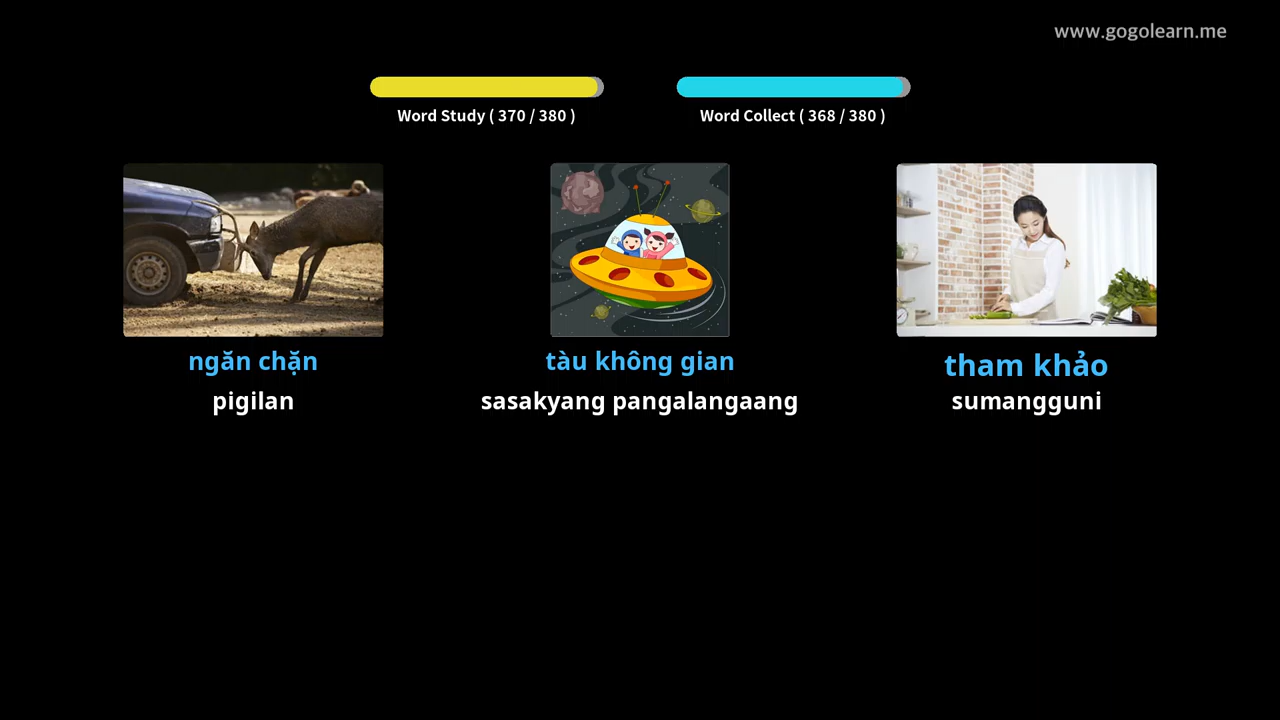 www.gogolearn.me
Word Study ( 370 / 380 )
Word Collect ( 368 / 380 )
ngăn chặn
tàu không gian
tham khảo
pigilan
sasakyang pangalangaang
sumangguni